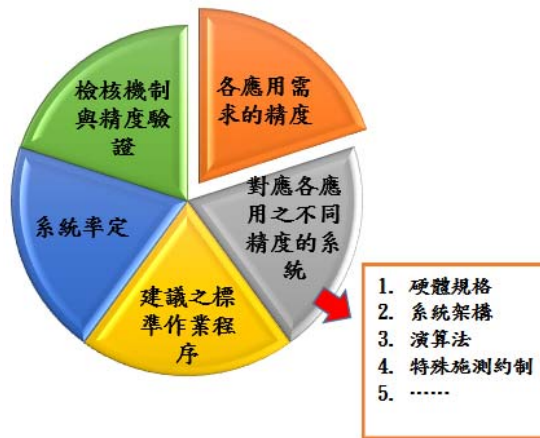 各應用需
求的精度
對應各應
用之不同
精度的系
統
建議之標
準作業程
序
系統率定
檢核機制
與精度驗
證
1. 硬體規格
2. 系統架構
3. 演算法
4. 特殊施測約制
5. ……